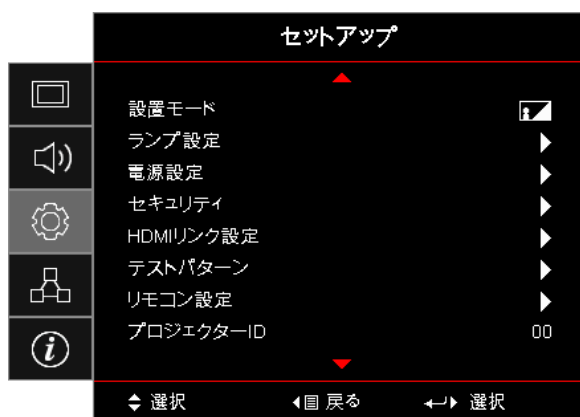 セットアップ
設置モード
ランプ設定
電源設定
セキュリティ
HDMIリンク設定
テストパターン
リモコン設定
プロジェクターID 00
選択 戻る 選択